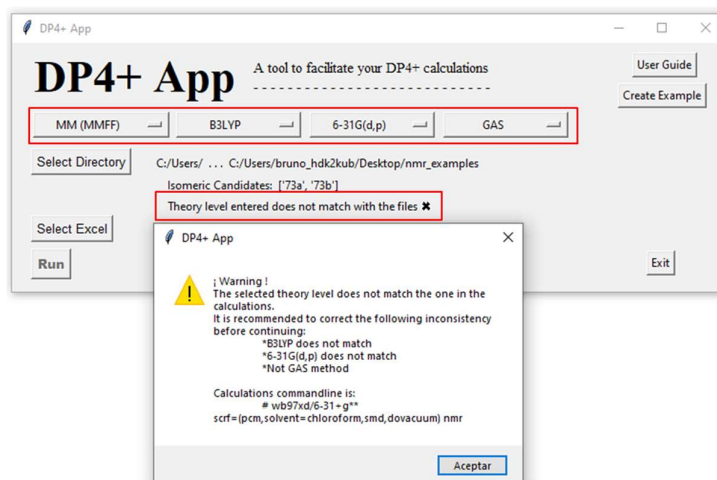 DP4+ App
DP4+ App
A tool to facilitate your DP4+ calculations
- - - - - - - - - - - - - - - - - - - - - - - - - - - -
User Guide
Create Example
MM (MMFF)
B3LYP
6-31G(d,p)
GAS
Select Directory
C:/Users/ ... C:/Users/bruno_hdk2kub/Desktop/nmr_examples
Isomeric Candidates: ['73a', '73b']
Theory level entered does not match with the files ✖
Select Excel
Run
Exit
DP4+ App
¡ Warning !
The selected theory level does not match the one in the
calculations.
It is recommended to correct the following inconsistency
before continuing:
*B3LYP does not match
*6-31G(d,p) does not match
*Not GAS method
Calculations commandline is:
# wb97xd/6-31+g**
scrf=(pcm,solvent=chloroform,smd,dovacuum) nmr
Aceptar